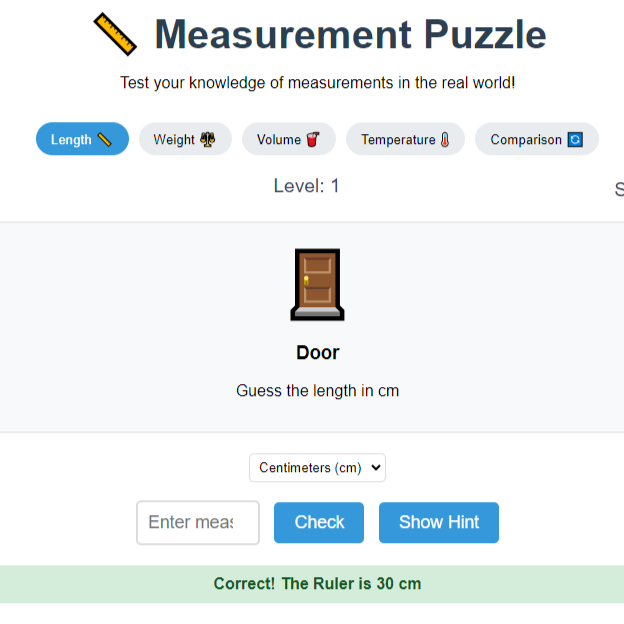 Measurement Puzzle
Test your knowledge of measurements in the real world!
Length Weight Volume Temperature Comparison
Level: 1 S
Door
Guess the length in cm
Centimeters (cm)
Enter meas Check Show Hint
Correct! The Ruler is 30 cm